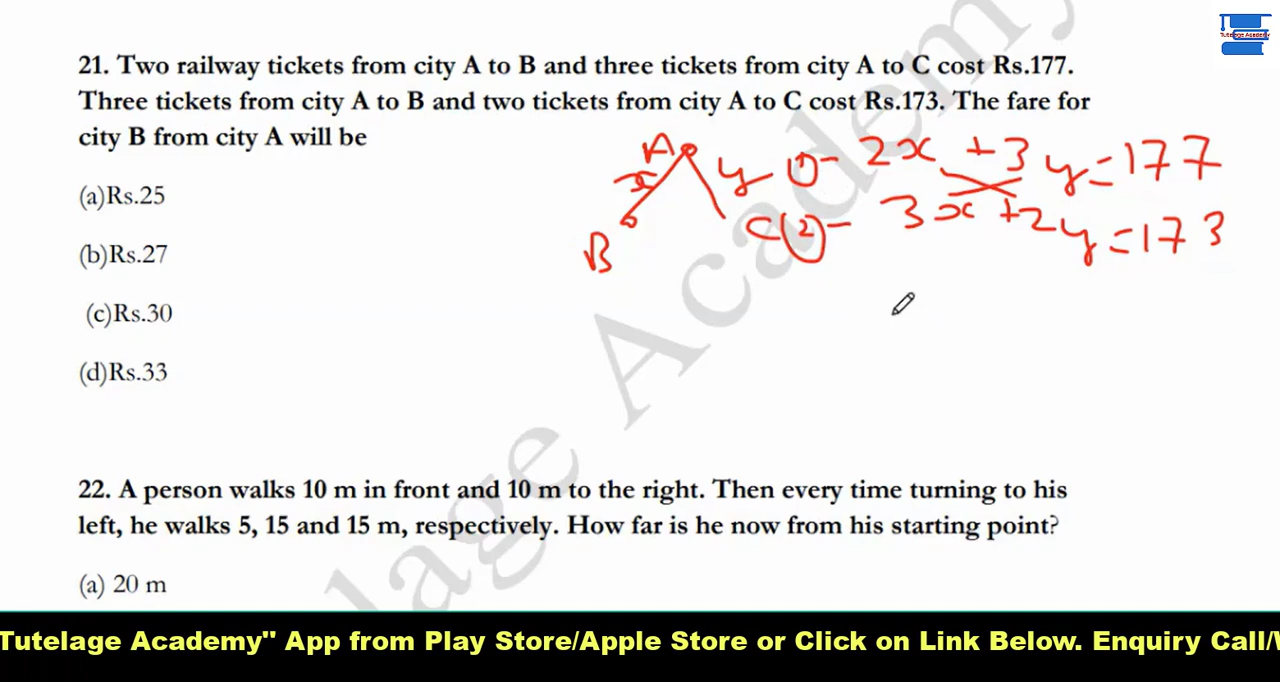 Tutelage Academy
21. Two railway tickets from city A to B and three tickets from city A to C cost Rs.177.
Three tickets from city A to B and two tickets from city A to C cost Rs.173. The fare for
city B from city A will be
A
x
y
B
C
(1)- 2x + 3y = 177
(2)- 3x + 2y = 173
(a)Rs.25
(b)Rs.27
(c)Rs.30
(d)Rs.33
lage Academy
22. A person walks 10 m in front and 10 m to the right. Then every time turning to his
left, he walks 5, 15 and 15 m, respectively. How far is he now from his starting point?
(a) 20 m
Tutelage Academy" App from Play Store/Apple Store or Click on Link Below. Enquiry Call/